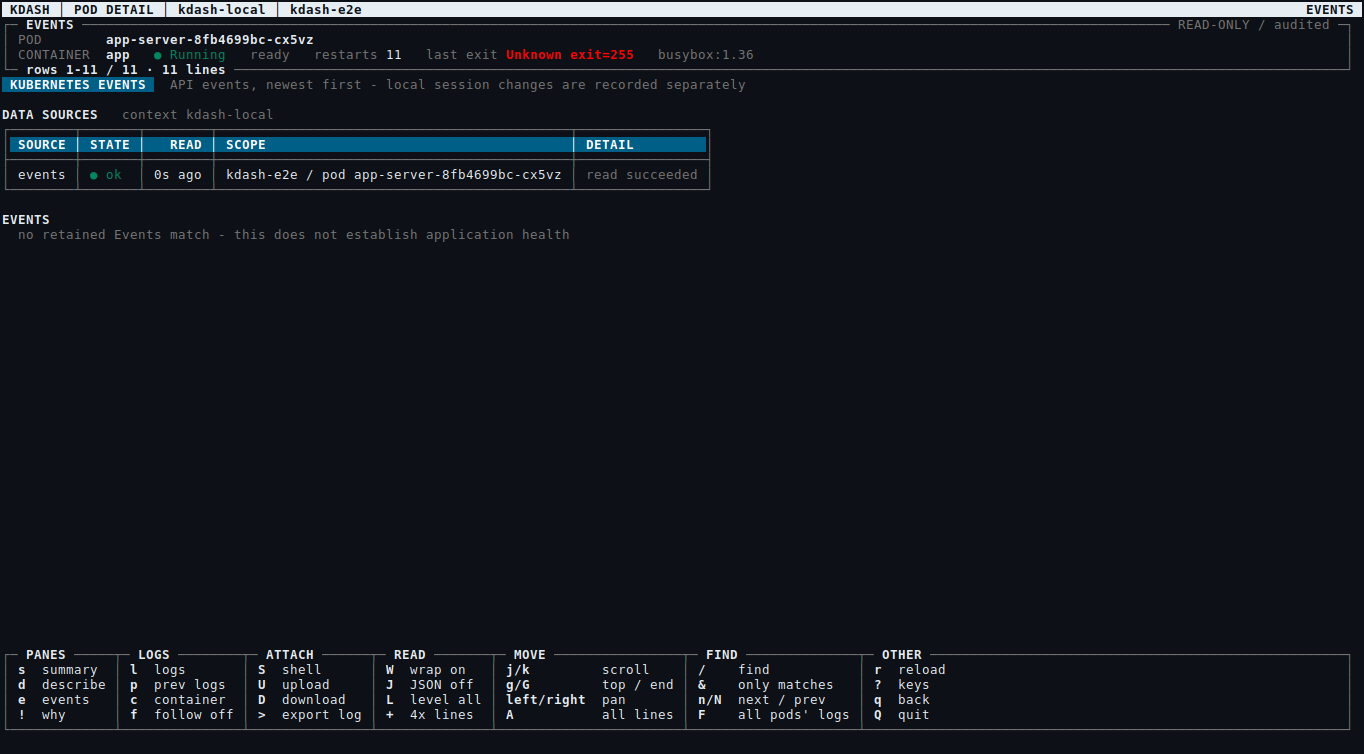 KDASH │ POD DETAIL │ kdash-local │ kdash-e2e EVENTS
EVENTS READ-ONLY / audited
POD app-server-8fb4699bc-cx5vz
CONTAINER app ● Running ready restarts 11 last exit Unknown exit=255 busybox:1.36
rows 1-11 / 11 · 11 lines
KUBERNETES EVENTS API events, newest first - local session changes are recorded separately
DATA SOURCES context kdash-local
SOURCE │ STATE │ READ │ SCOPE │ DETAIL
events │ ● ok │ 0s ago │ kdash-e2e / pod app-server-8fb4699bc-cx5vz │ read succeeded
EVENTS
no retained Events match - this does not establish application health
PANES LOGS ATTACH READ MOVE FIND OTHER
s summary │ l logs │ S shell │ W wrap on │ j/k scroll │ / find │ r reload
d describe │ p prev logs │ U upload │ J JSON off │ g/G top / end │ & only matches │ ? keys
e events │ c container │ D download │ L level all │ left/right pan │ n/N next / prev │ q back
! why │ f follow off │ > export log │ + 4x lines │ A all lines │ F all pods' logs │ Q quit